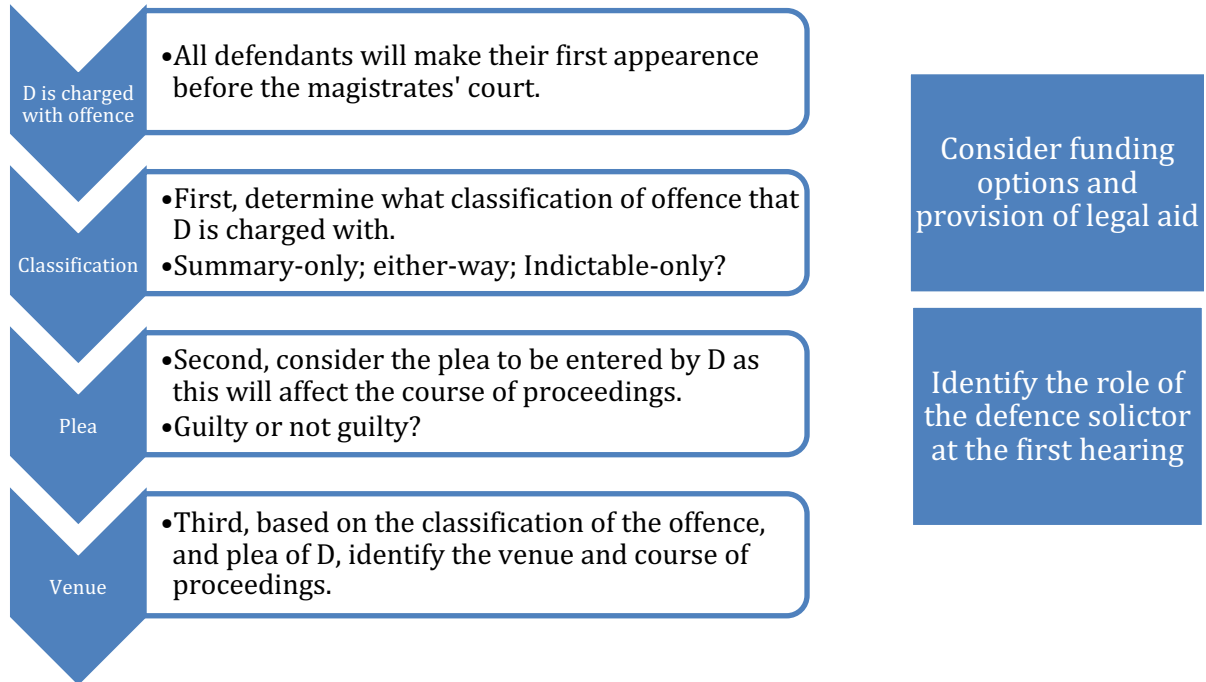 D is charged
with offence
•All defendants will make their first appearence
before the magistrates' court.
Classification
•First, determine what classification of offence that
D is charged with.
•Summary-only; either-way; Indictable-only?
Plea
•Second, consider the plea to be entered by D as
this will affect the course of proceedings.
•Guilty or not guilty?
Venue
•Third, based on the classification of the offence,
and plea of D, identify the venue and course of
proceedings.
Consider funding
options and
provision of legal aid
Identify the role of
the defence solictor
at the first hearing